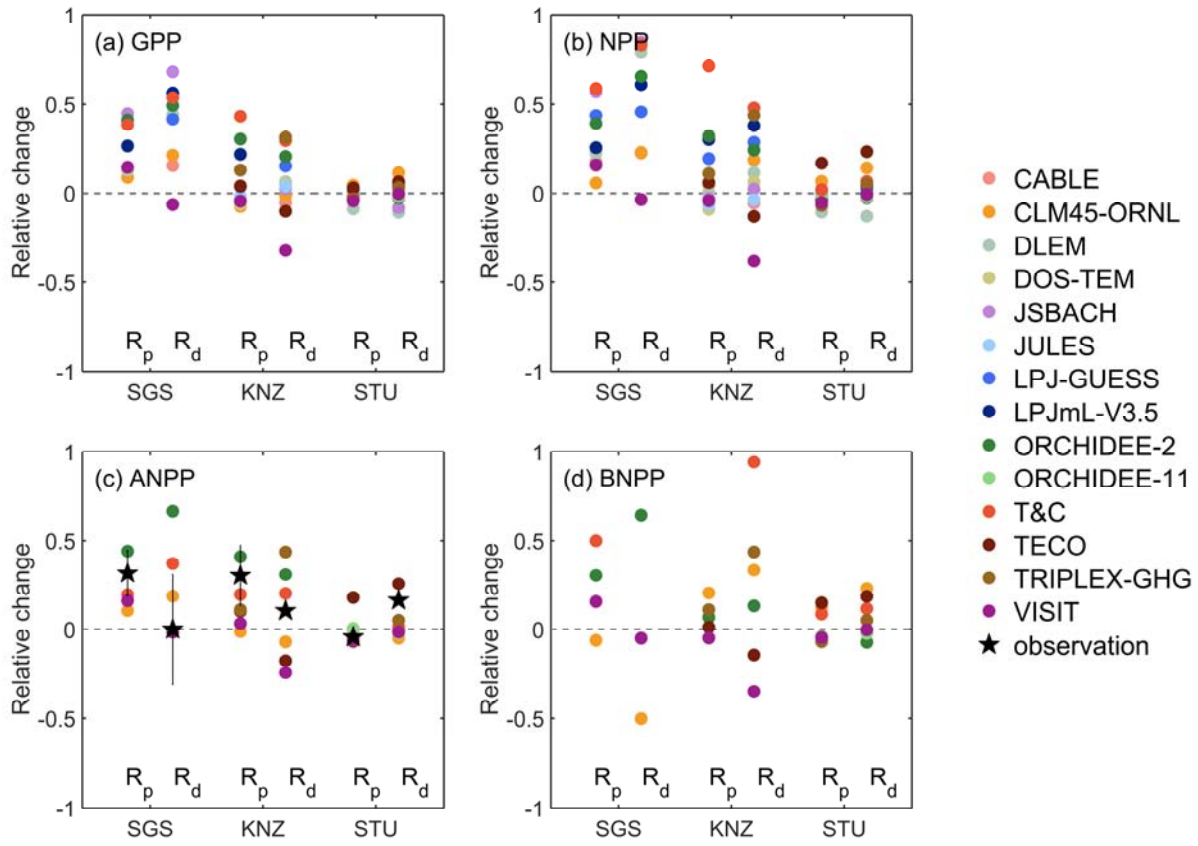 (a) GPP
1
0.5
0
-0.5
-1
Relative change
Rp Rd Rp Rd Rp Rd
SGS KNZ STU
(b) NPP
1
0.5
0
-0.5
-1
Relative change
Rp Rd Rp Rd Rp Rd
SGS KNZ STU
(c) ANPP
1
0.5
0
-0.5
-1
Relative change
Rp Rd Rp Rd Rp Rd
SGS KNZ STU
(d) BNPP
1
0.5
0
-0.5
-1
Relative change
Rp Rd Rp Rd Rp Rd
SGS KNZ STU
CABLE
CLM45-ORNL
DLEM
DOS-TEM
JSBACH
JULES
LPJ-GUESS
LPJmL-V3.5
ORCHIDEE-2
ORCHIDEE-11
T&C
TECO
TRIPLEX-GHG
VISIT
observation